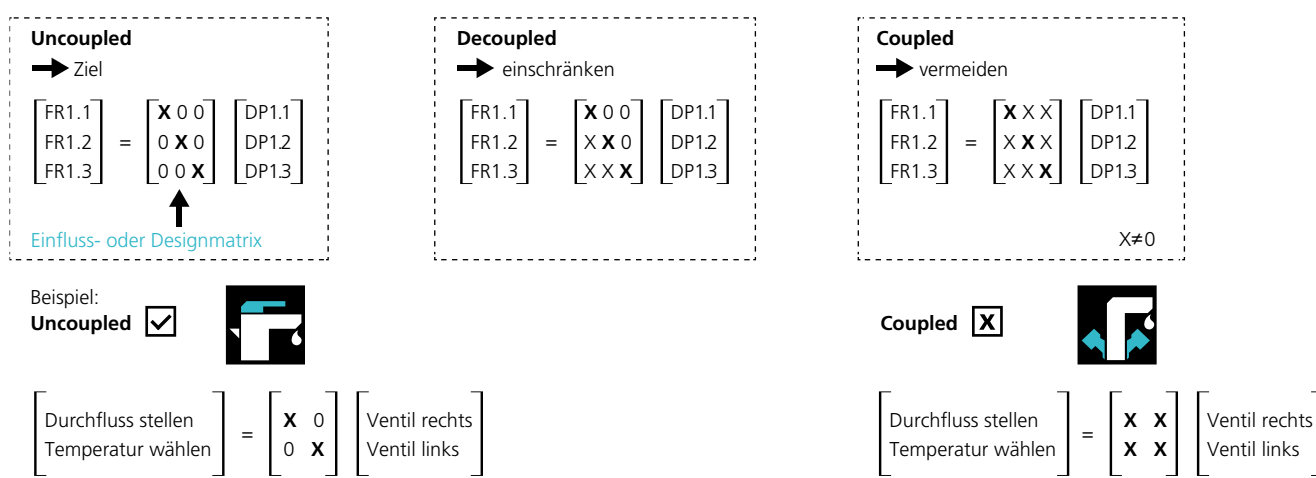 Uncoupled
Ziel
FR1.1 X 0 0 DP1.1
FR1.2 = 0 X 0 DP1.2
FR1.3 0 0 X DP1.3
Einfluss- oder Designmatrix
Decoupled
einschränken
FR1.1 X 0 0 DP1.1
FR1.2 = X X 0 DP1.2
FR1.3 X X X DP1.3
Coupled
vermeiden
FR1.1 X X X DP1.1
FR1.2 = X X X DP1.2
FR1.3 X X X DP1.3
X≠0
Beispiel:
Uncoupled
Durchfluss stellen X 0 Ventil rechts
Temperatur wählen = 0 X Ventil links
Coupled X
Durchfluss stellen X X Ventil rechts
Temperatur wählen = X X Ventil links